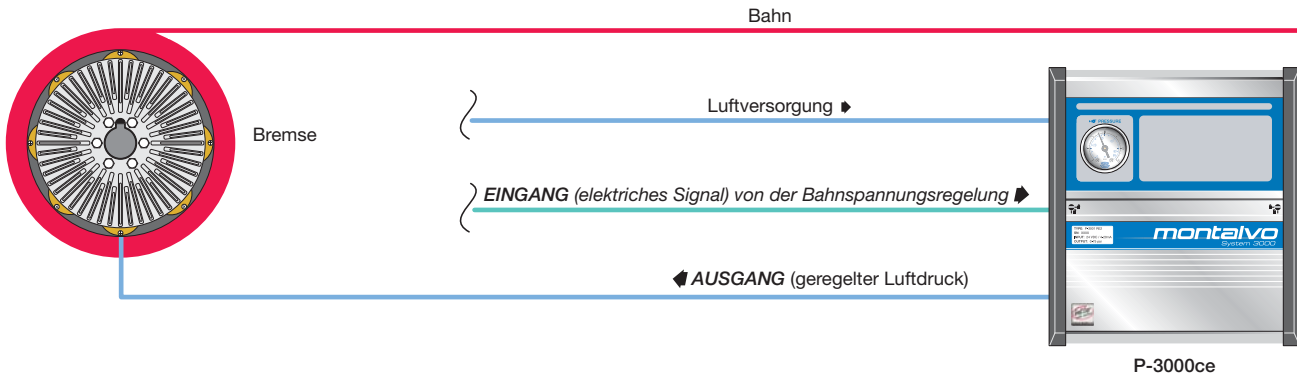 Bahn
Luftversorgung
Bremse
PRESSURE
EINGANG (elektriches Signal) von der Bahnspannungsregelung
montalvo
System 3000
AUSGANG (geregelter Luftdruck)
P-3000ce